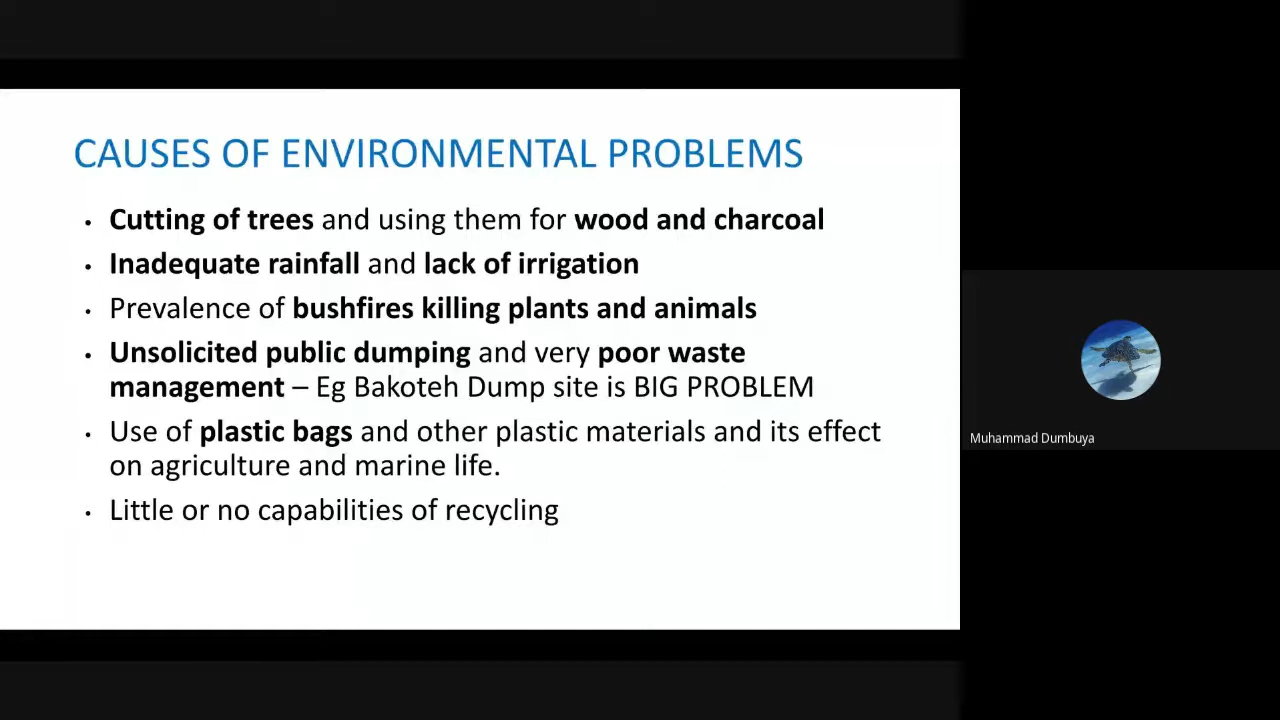 CAUSES OF ENVIRONMENTAL PROBLEMS
• Cutting of trees and using them for wood and charcoal
• Inadequate rainfall and lack of irrigation
• Prevalence of bushfires killing plants and animals
• Unsolicited public dumping and very poor waste
management – Eg Bakoteh Dump site is BIG PROBLEM
• Use of plastic bags and other plastic materials and its effect
on agriculture and marine life.
• Little or no capabilities of recycling
Muhammad Dumbuya